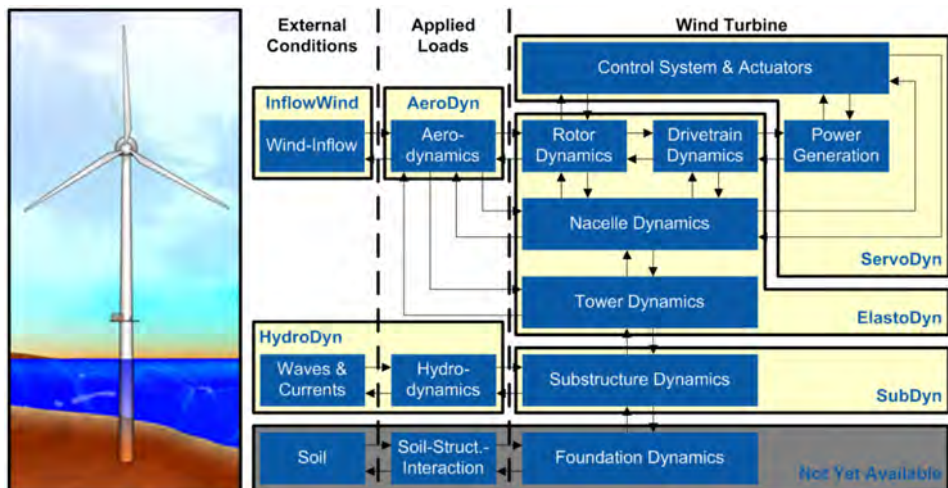 External
Conditions
Applied
Loads
Wind Turbine
Control System & Actuators
InflowWind
AeroDyn
Wind-Inflow
Aero-
dynamics
Rotor
Dynamics
Drivetrain
Dynamics
Power
Generation
Nacelle Dynamics
ServoDyn
Tower Dynamics
ElastoDyn
HydroDyn
Waves &
Currents
Hydro-
dynamics
Substructure Dynamics
SubDyn
Soil
Soil-Struct.-
Interaction
Foundation Dynamics
Not Yet Available